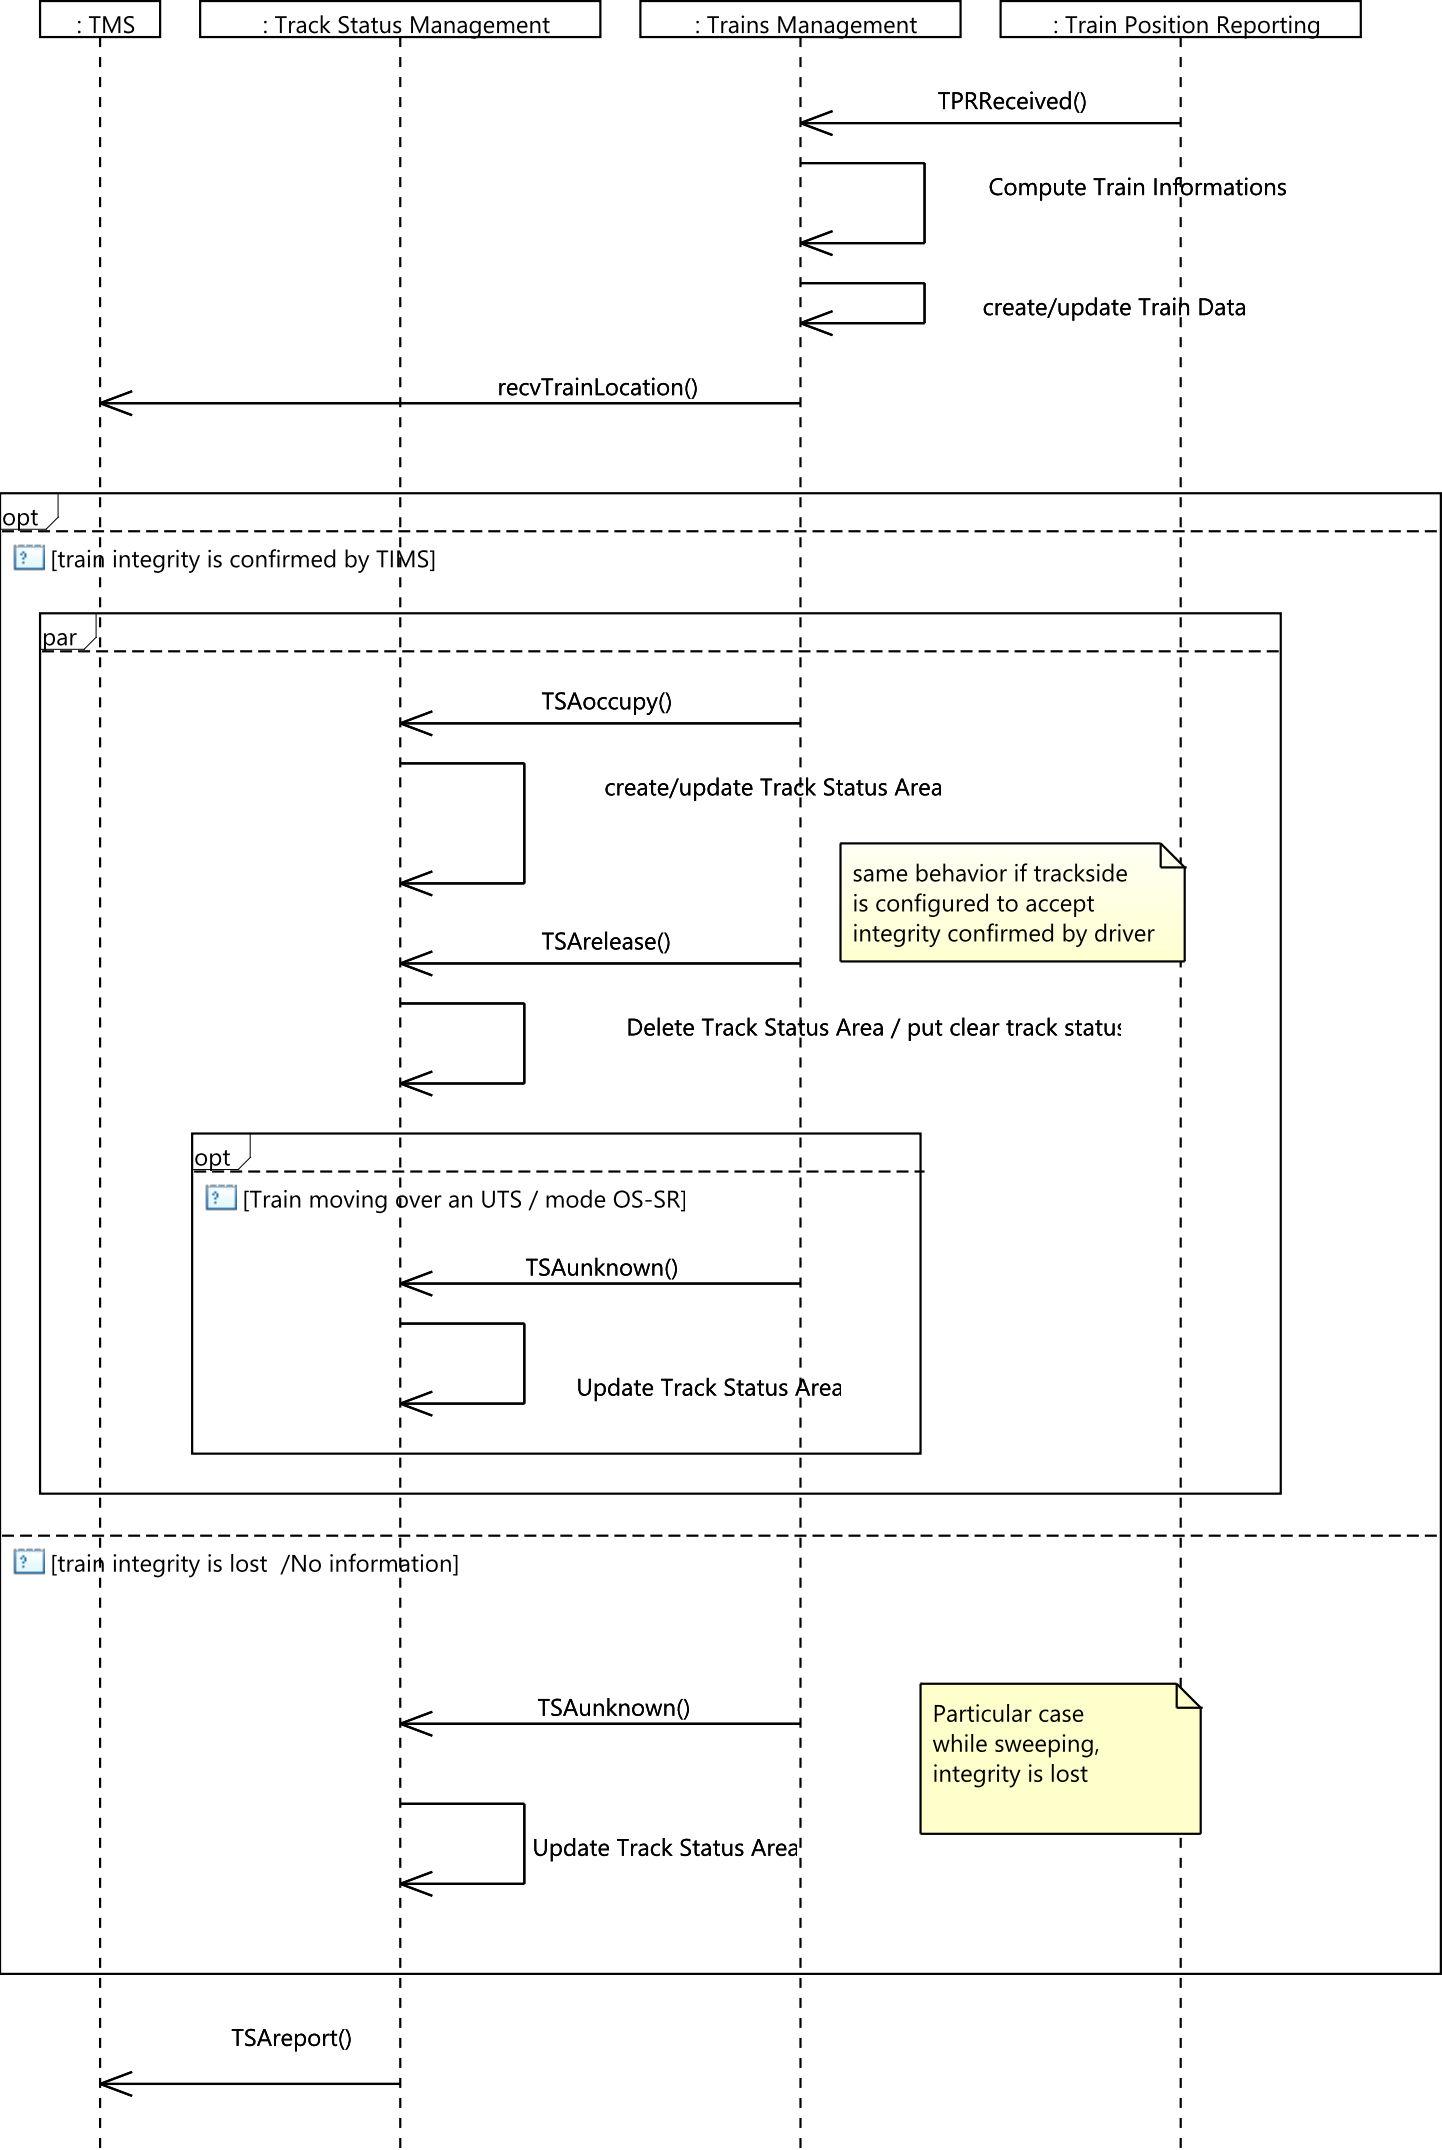 : TMS
: Track Status Management
: Trains Management
: Train Position Reporting
TPRReceived()
Compute Train Informations
create/update Train Data
recvTrainLocation()
opt
[train integrity is confirmed by TIMS]
par
TSAoccupy()
create/update Track Status Area
same behavior if trackside
is configured to accept
integrity confirmed by driver
TSArelease()
Delete Track Status Area / put clear track status
opt
[Train moving over an UTS / mode OS-SR]
TSAunknown()
Update Track Status Area
[train integrity is lost  /No information]
TSAunknown()
Particular case
while sweeping,
integrity is lost
Update Track Status Area
TSAreport()